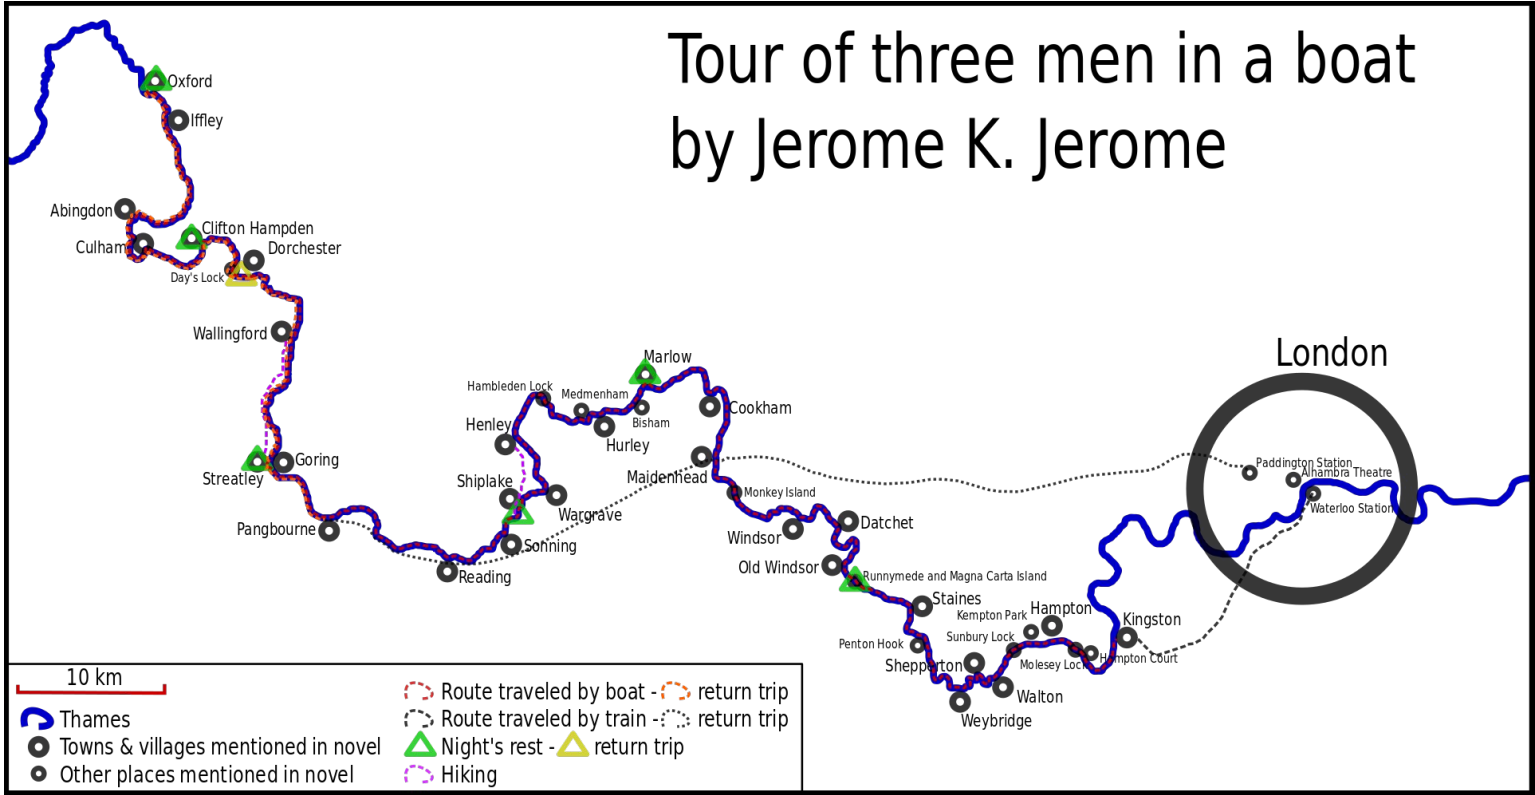 Tour of three men in a boat
by Jerome K. Jerome
Oxford
Iffley
Abingdon
Clifton Hampden
Culham
Dorchester
Day's Lock
Wallingford
London
Marlow
Hambleden Lock
Medmenham
Cookham
Bisham
Henley
Hurley
Goring
Streatley
Paddington Station
Alhambra Theatre
Maidenhead
Shiplake
Monkey Island
Waterloo Station
Wargrave
Datchet
Pangbourne
Windsor
Sonning
Old Windsor
Reading
Runnymede and Magna Carta Island
Staines
Hampton
Kempton Park
Kingston
Sunbury Lock
Penton Hook
Hampton Court
Shepperton
Molesey Lock
Walton
Weybridge
10 km
Thames
Towns & villages mentioned in novel
Other places mentioned in novel
Route traveled by boat - return trip
Route traveled by train - return trip
Night's rest - return trip
Hiking